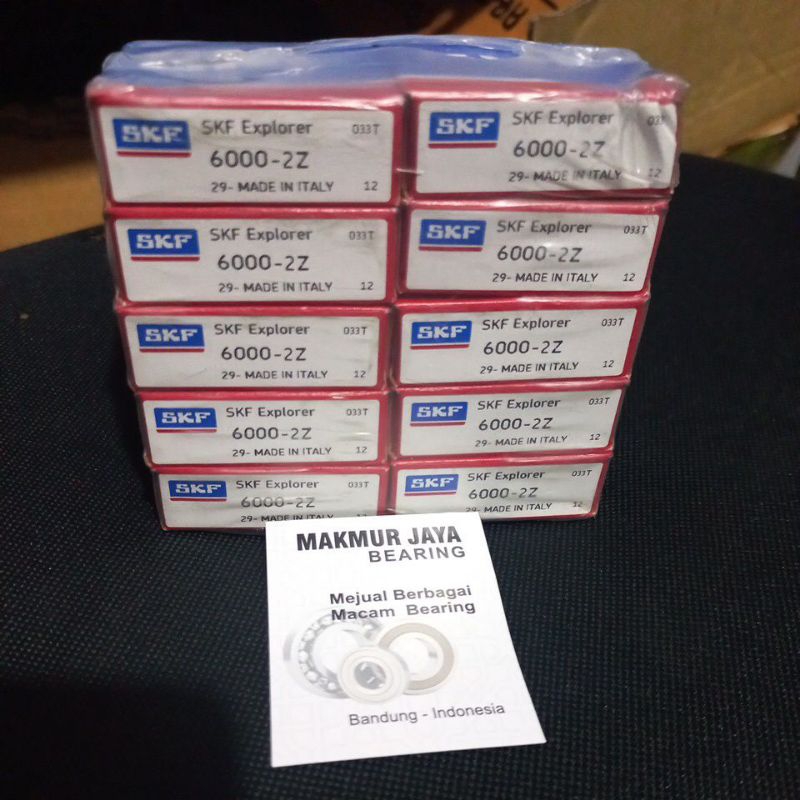 SKF SKF Explorer 033T
6000-2Z
29- MADE IN ITALY 12
SKF SKF Explorer
6000-2Z
29- MADE IN ITALY 12
SKF SKF Explorer 033T
6000-2Z
29- MADE IN ITALY 12
SKF SKF Explorer 033T
6000-2Z
29- MADE IN ITALY 12
SKF SKF Explorer 033T
6000-2Z
29- MADE IN ITALY 12
SKF SKF Explorer 033T
6000-2Z
29- MADE IN ITALY 12
SKF SKF Explorer 033T
6000-2Z
29- MADE IN ITALY 12
SKF SKF Explorer 033T
6000-2Z
29- MADE IN ITALY 12
SKF SKF Explorer 033T
6000-2Z
29- MADE IN ITALY
SKF SKF Explorer 033T
6000-2Z
29- MADE IN ITALY 12
MAKMUR JAYA
BEARING
Mejual Berbagai
Macam Bearing
Bandung - Indonesia